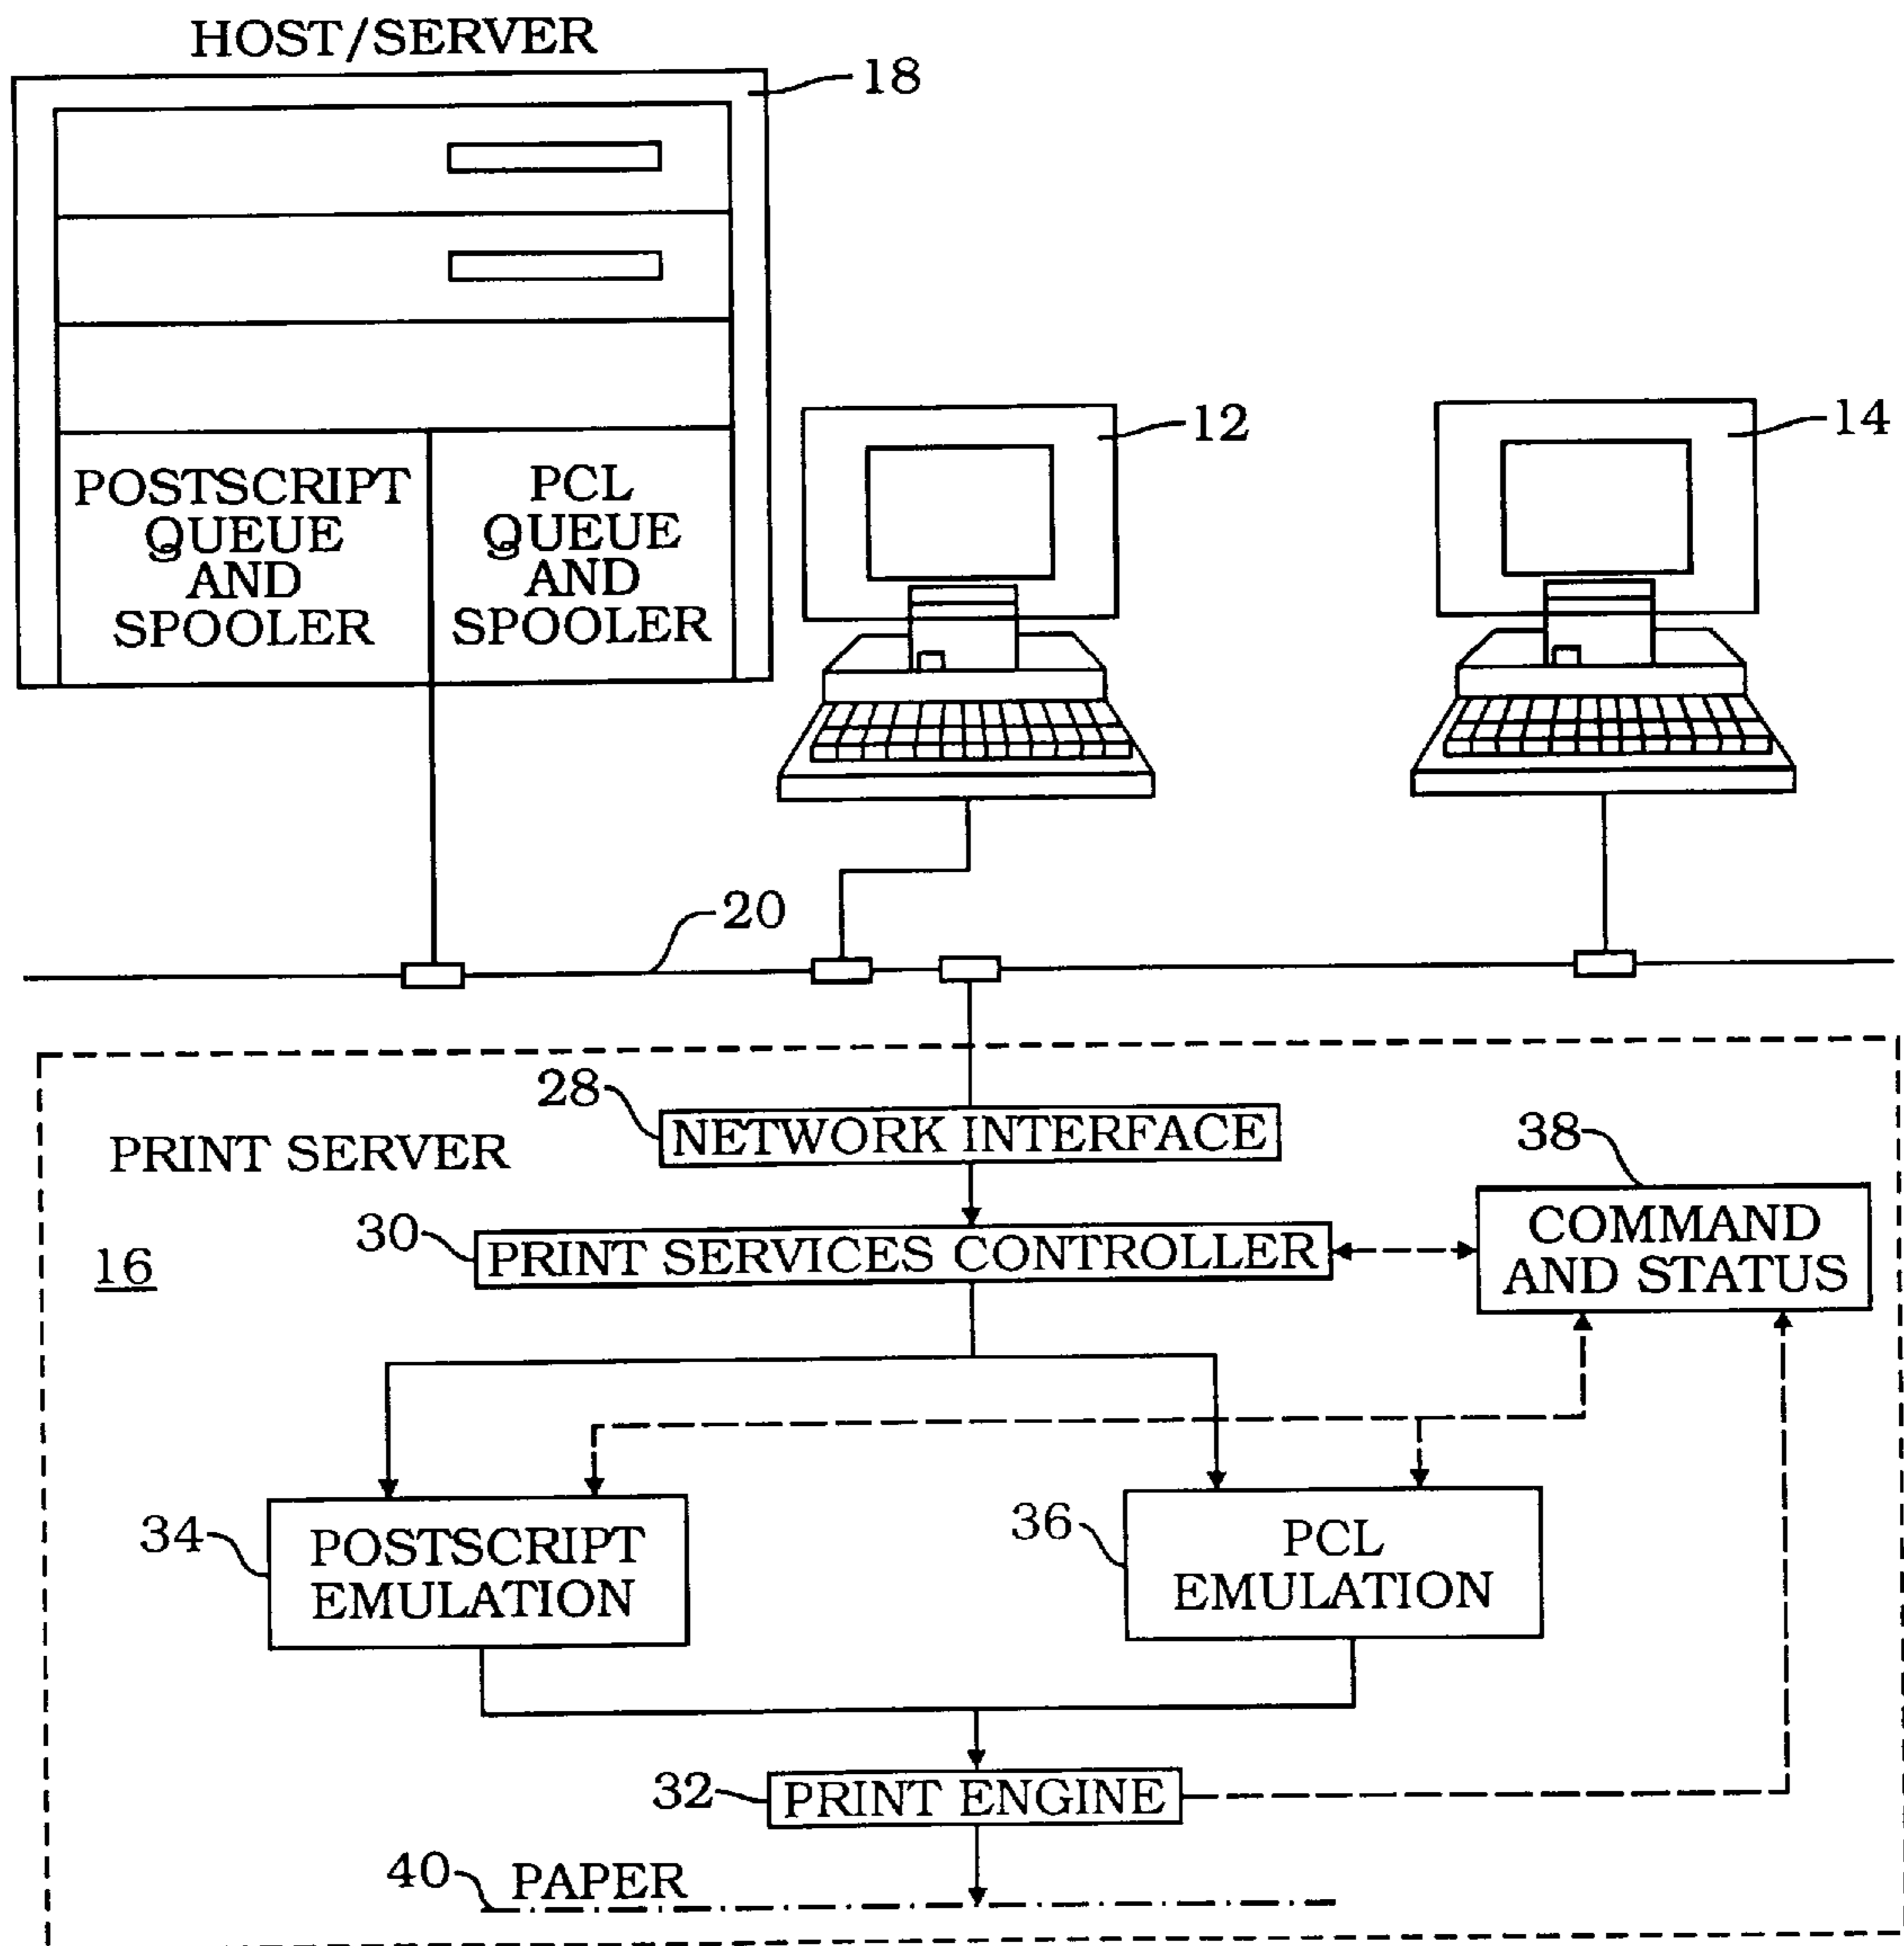 HOST/SERVER
18
POSTSCRIPT
QUEUE
AND
SPOOLER
PCL
QUEUE
AND
SPOOLER
12
14
20
28
NETWORK INTERFACE
PRINT SERVER
38
COMMAND
AND STATUS
30
PRINT SERVICES CONTROLLER
16
34
POSTSCRIPT
EMULATION
36
PCL
EMULATION
32
PRINT ENGINE
40
PAPER